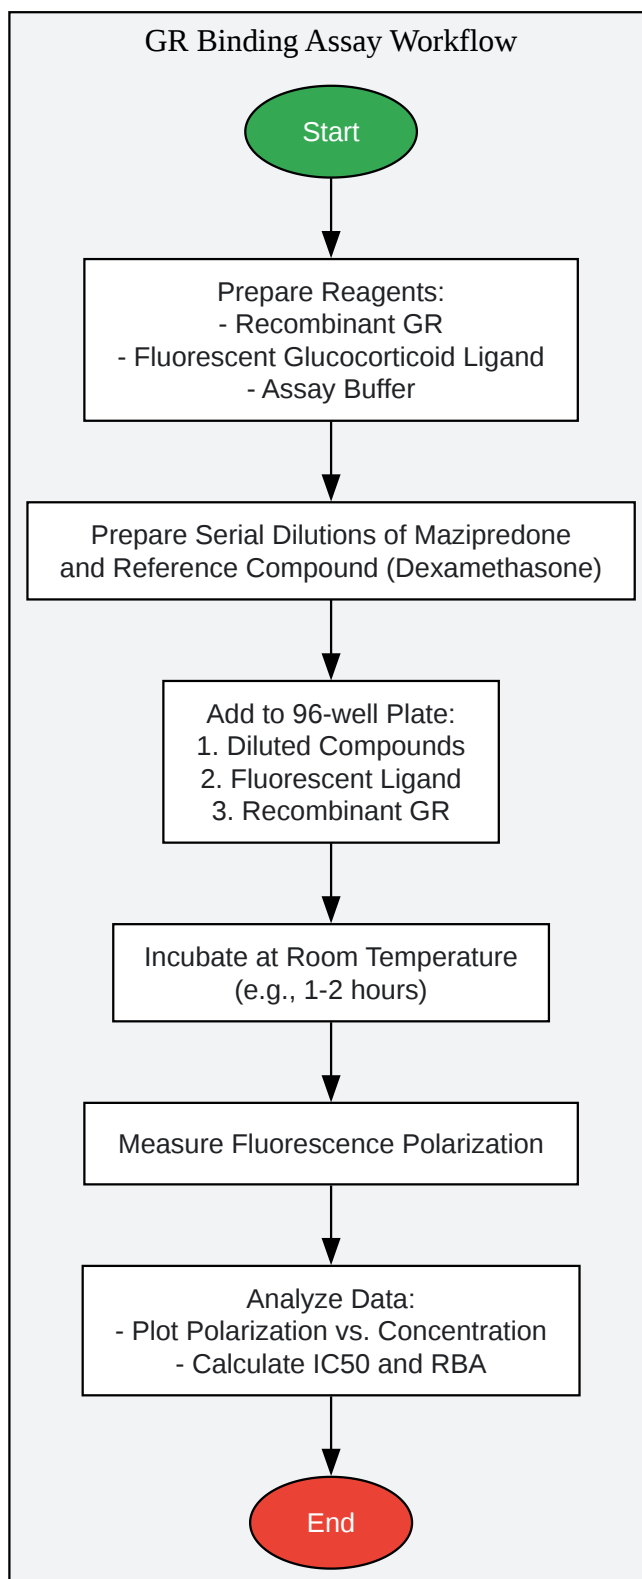 GR Binding Assay Workflow
Start
Prepare Reagents:
- Recombinant GR
- Fluorescent Glucocorticoid Ligand
- Assay Buffer
Prepare Serial Dilutions of Mazipredone
and Reference Compound (Dexamethasone)
Add to 96-well Plate:
1. Diluted Compounds
2. Fluorescent Ligand
3. Recombinant GR
Incubate at Room Temperature
(e.g., 1-2 hours)
Measure Fluorescence Polarization
Analyze Data:
- Plot Polarization vs. Concentration
- Calculate IC50 and RBA
End